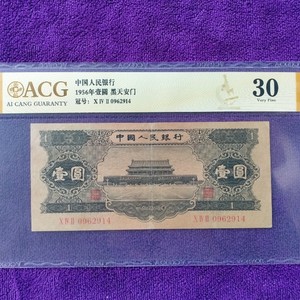 ACG
AI CANG GUARANTY
中国人民银行
1956年壹圆 黑天安门
冠号：X IV II 0962914
30
Very Fine
中国人民银行
壹圆
壹圆
X IV II 0962914
X IV II 0962914